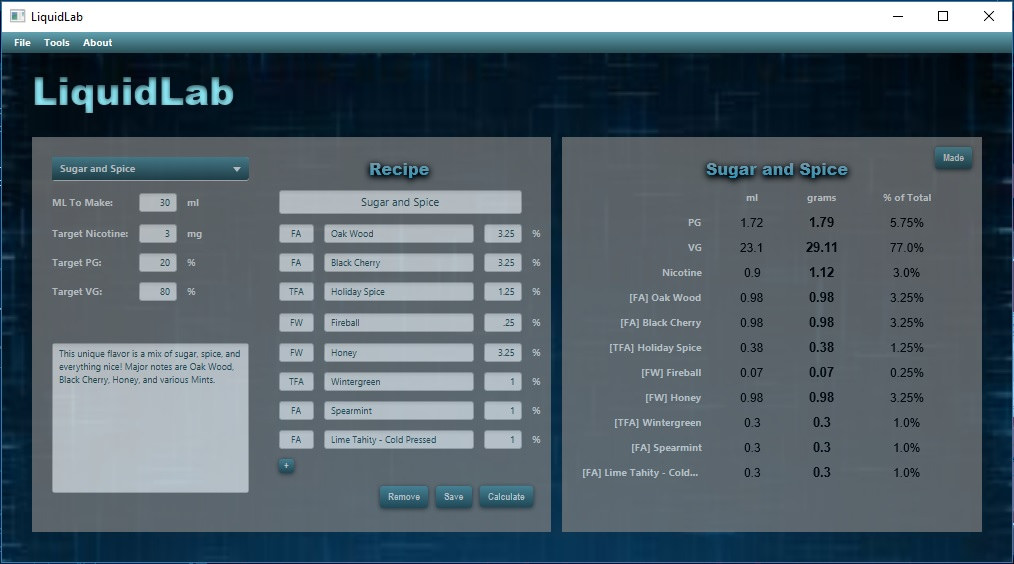 LiquidLab
File Tools About
LiquidLab
Sugar and Spice
ML To Make: 30 ml
Target Nicotine: 3 mg
Target PG: 20 %
Target VG: 80 %
This unique flavor is a mix of sugar, spice, and
everything nice! Major notes are Oak Wood,
Black Cherry, Honey, and various Mints.
Recipe
Sugar and Spice
FA Oak Wood 3.25 %
FA Black Cherry 3.25 %
TFA Holiday Spice 1.25 %
FW Fireball .25 %
FW Honey 3.25 %
TFA Wintergreen 1 %
FA Spearmint 1 %
FA Lime Tahity - Cold Pressed 1 %
+
Remove Save Calculate
Made
Sugar and Spice
ml grams % of Total
PG 1.72 1.79 5.75%
VG 23.1 29.11 77.0%
Nicotine 0.9 1.12 3.0%
[FA] Oak Wood 0.98 0.98 3.25%
[FA] Black Cherry 0.98 0.98 3.25%
[TFA] Holiday Spice 0.38 0.38 1.25%
[FW] Fireball 0.07 0.07 0.25%
[FW] Honey 0.98 0.98 3.25%
[TFA] Wintergreen 0.3 0.3 1.0%
[FA] Spearmint 0.3 0.3 1.0%
[FA] Lime Tahity - Cold... 0.3 0.3 1.0%